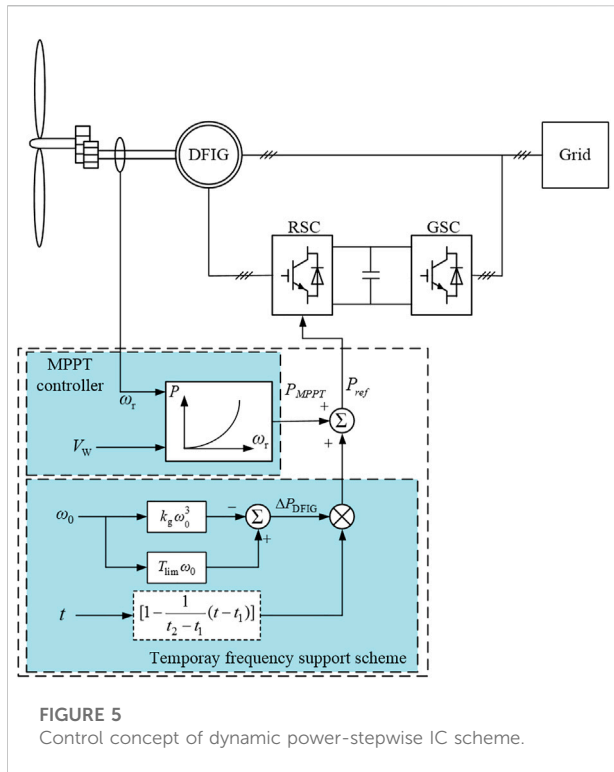 DFIG
Grid
RSC
GSC
MPPT
controller
ω_r
V_W
P
ω_r
P_MPPT
P_ref
+
+
ω_0
k_g ω_0^3
−
Σ
+
ΔP_DFIG
Σ
T_lim ω_0
t
[1 − \frac{1}{t_2 − t_1}(t − t_1)]
Temporay frequency support scheme
FIGURE 5
Control concept of dynamic power-stepwise IC scheme.